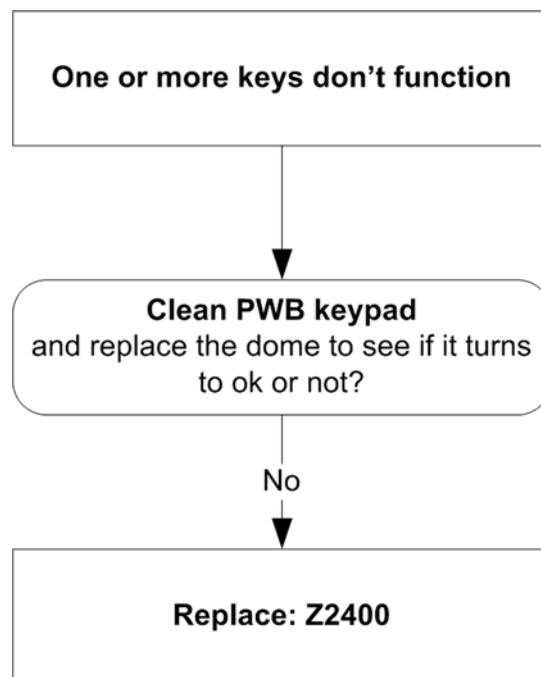 One or more keys don’t function
Clean PWB keypad
and replace the dome to see if it turns
to ok or not?
No
Replace: Z2400